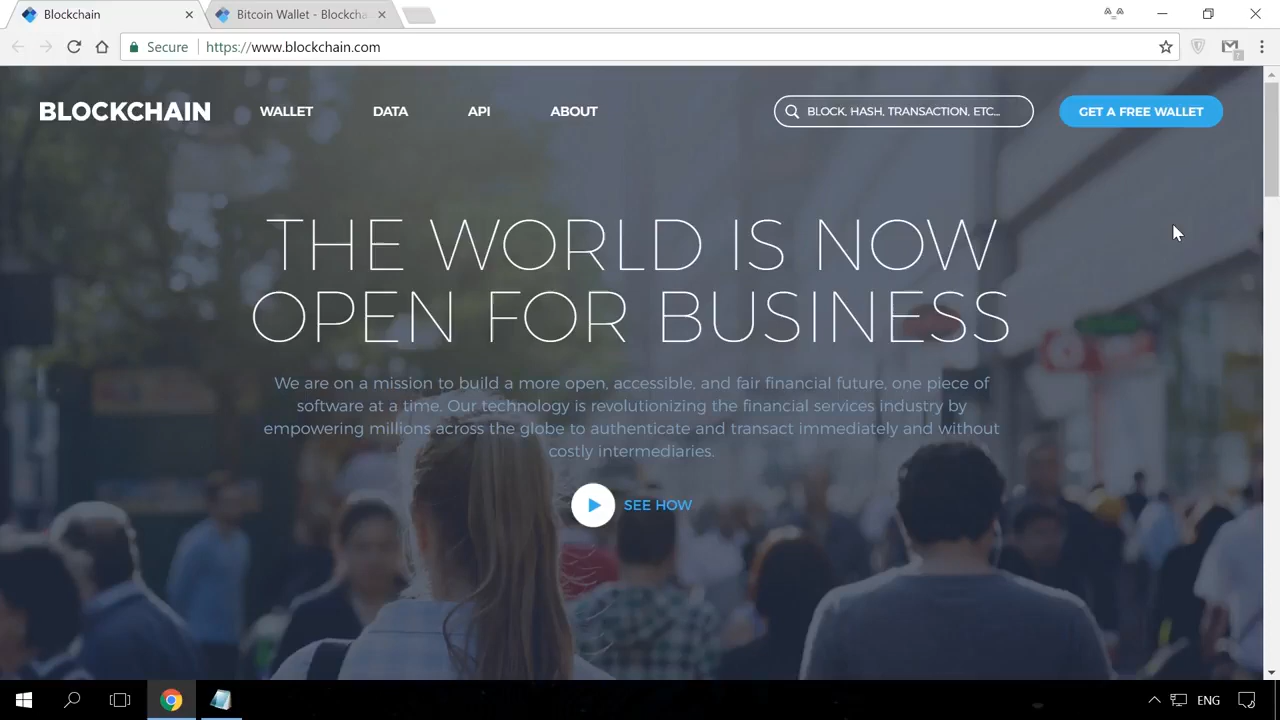 Blockchain
Bitcoin Wallet - Blockcha
Secure
https://www.blockchain.com
7
BLOCKCHAIN
WALLET
DATA
API
ABOUT
BLOCK, HASH, TRANSACTION, ETC...
GET A FREE WALLET
THE WORLD IS NOW
OPEN FOR BUSINESS
We are on a mission to build a more open, accessible, and fair financial future, one piece of
software at a time. Our technology is revolutionizing the financial services industry by
empowering millions across the globe to authenticate and transact immediately and without
costly intermediaries.
SEE HOW
ENG